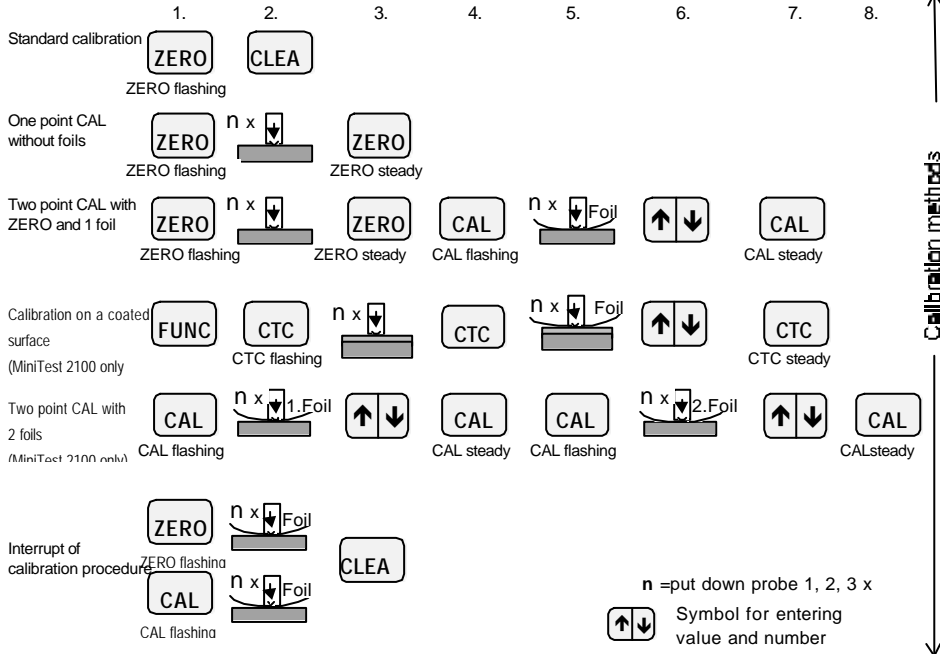 1. 2. 3. 4. 5. 6. 7. 8.
Standard calibration
ZERO CLEA
ZERO flashing
One point CAL
without foils
ZERO n x ZERO
ZERO flashing ZERO steady
Two point CAL with
ZERO and 1 foil
ZERO n x ZERO CAL n x Foil CAL
ZERO flashing ZERO steady CAL flashing CAL steady
Calibration on a coated
surface
(MiniTest 2100 only
FUNC CTC n x CTC n x Foil CTC
CTC flashing CTC steady
Two point CAL with
2 foils
(MiniTest 2100 only)
CAL n x 1.Foil CAL CAL n x 2.Foil CAL
CAL flashing CAL steady CAL flashing CALsteady
Interrupt of
calibration procedure
ZERO n x Foil
ZERO flashing
CLEA
CAL n x Foil
CAL flashing
n =put down probe 1, 2, 3 x
Symbol for entering
value and number
Calibration methods